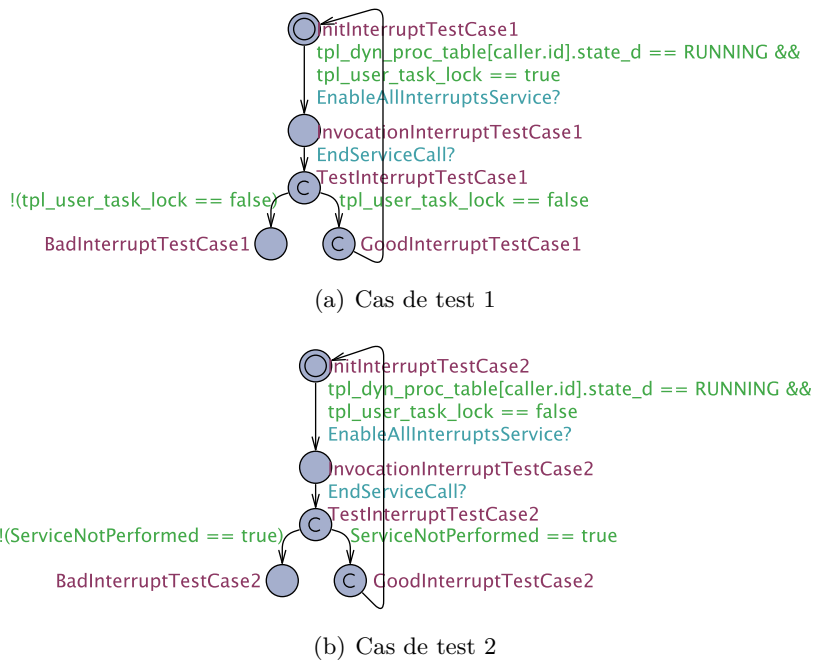 InitInterruptTestCase1
tpl_dyn_proc_table[caller.id].state_d == RUNNING &&
tpl_user_task_lock == true
EnableAllInterruptsService?
InvocationInterruptTestCase1
EndServiceCall?
TestInterruptTestCase1
C
!(tpl_user_task_lock == false) tpl_user_task_lock == false
BadInterruptTestCase1 C GoodInterruptTestCase1
(a) Cas de test 1
InitInterruptTestCase2
tpl_dyn_proc_table[caller.id].state_d == RUNNING &&
tpl_user_task_lock == false
EnableAllInterruptsService?
InvocationInterruptTestCase2
EndServiceCall?
TestInterruptTestCase2
C
!(ServiceNotPerformed == true) ServiceNotPerformed == true
BadInterruptTestCase2 C GoodInterruptTestCase2
(b) Cas de test 2